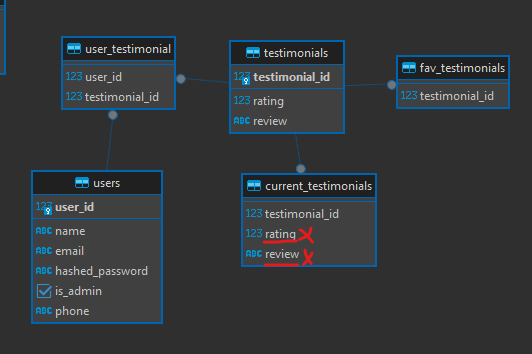 user_testimonial
123 user_id
123 testimonial_id
testimonials
123 testimonial_id
123 rating
ABC review
fav_testimonials
123 testimonial_id
users
123 user_id
ABC name
ABC email
ABC hashed_password
is_admin
ABC phone
current_testimonials
123 testimonial_id
123 rating
ABC review